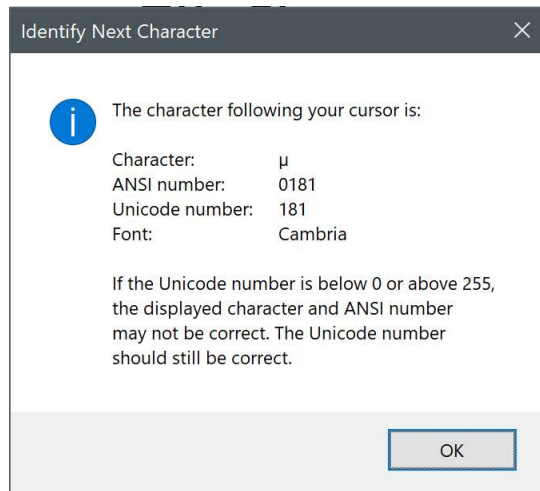 Identify Next Character
The character following your cursor is:
Character: µ
ANSI number: 0181
Unicode number: 181
Font: Cambria
If the Unicode number is below 0 or above 255,
the displayed character and ANSI number
may not be correct. The Unicode number
should still be correct.
OK